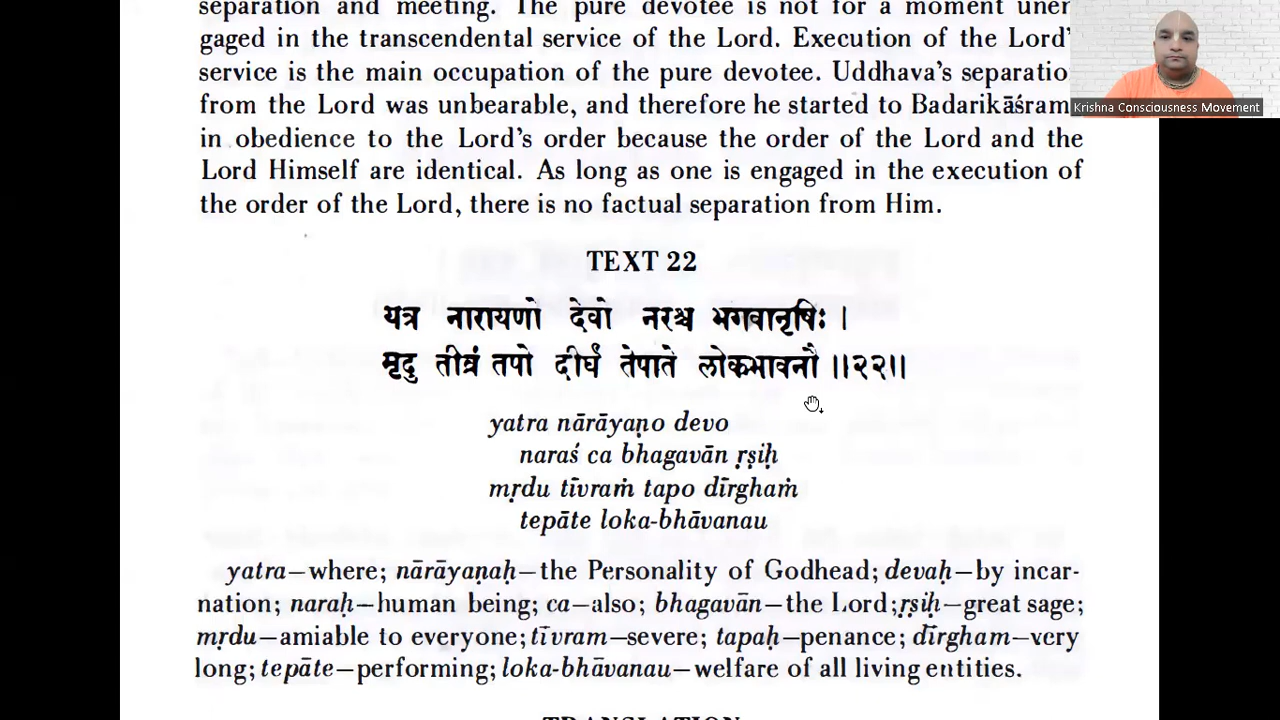 separation and meeting. The pure devotee is not for a moment unen-
gaged in the transcendental service of the Lord. Execution of the Lord's
service is the main occupation of the pure devotee. Uddhava's separation
from the Lord was unbearable, and therefore he started to Badarikāśrama
in obedience to the Lord's order because the order of the Lord and the
Lord Himself are identical. As long as one is engaged in the execution of
the order of the Lord, there is no factual separation from Him.
Krishna Consciousness Movement
TEXT 22
यत्र नारायणो देवो नरश्च भगवानृषिः ।
मृदु तीव्रं तपो दीर्घं तेपाते लोकभावनौ ॥२२॥
yatra nārāyaṇo devo
naraś ca bhagavān ṛṣiḥ
mṛdu tīvraṁ tapo dīrghaṁ
tepāte loka-bhāvanau
yatra—where; nārāyaṇaḥ—the Personality of Godhead; devaḥ—by incar-
nation; naraḥ—human being; ca—also; bhagavān—the Lord; ṛṣiḥ—great sage;
mṛdu—amiable to everyone; tīvram—severe; tapaḥ—penance; dīrgham—very
long; tepāte—performing; loka-bhāvanau—welfare of all living entities.
TRANSLATION